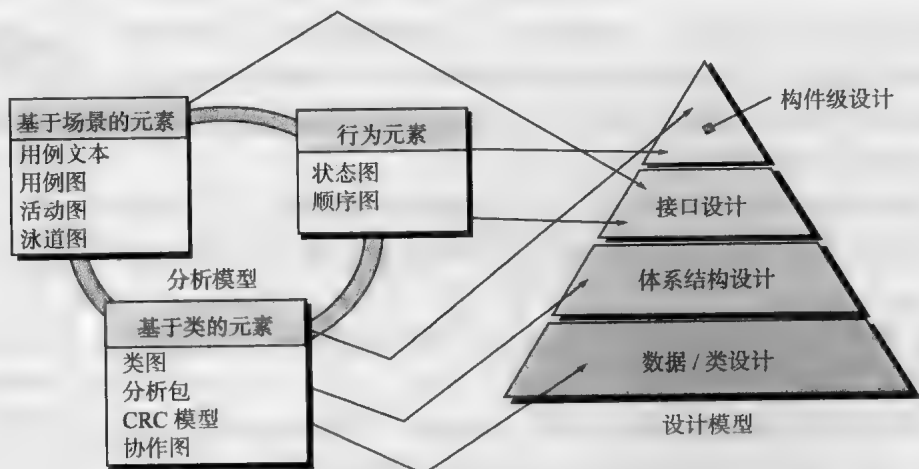 基于场景的元素
用例文本
用例图
活动图
泳道图
行为元素
状态图
顺序图
分析模型
基于类的元素
类图
分析包
CRC 模型
协作图
构件级设计
接口设计
体系结构设计
数据 / 类设计
设计模型